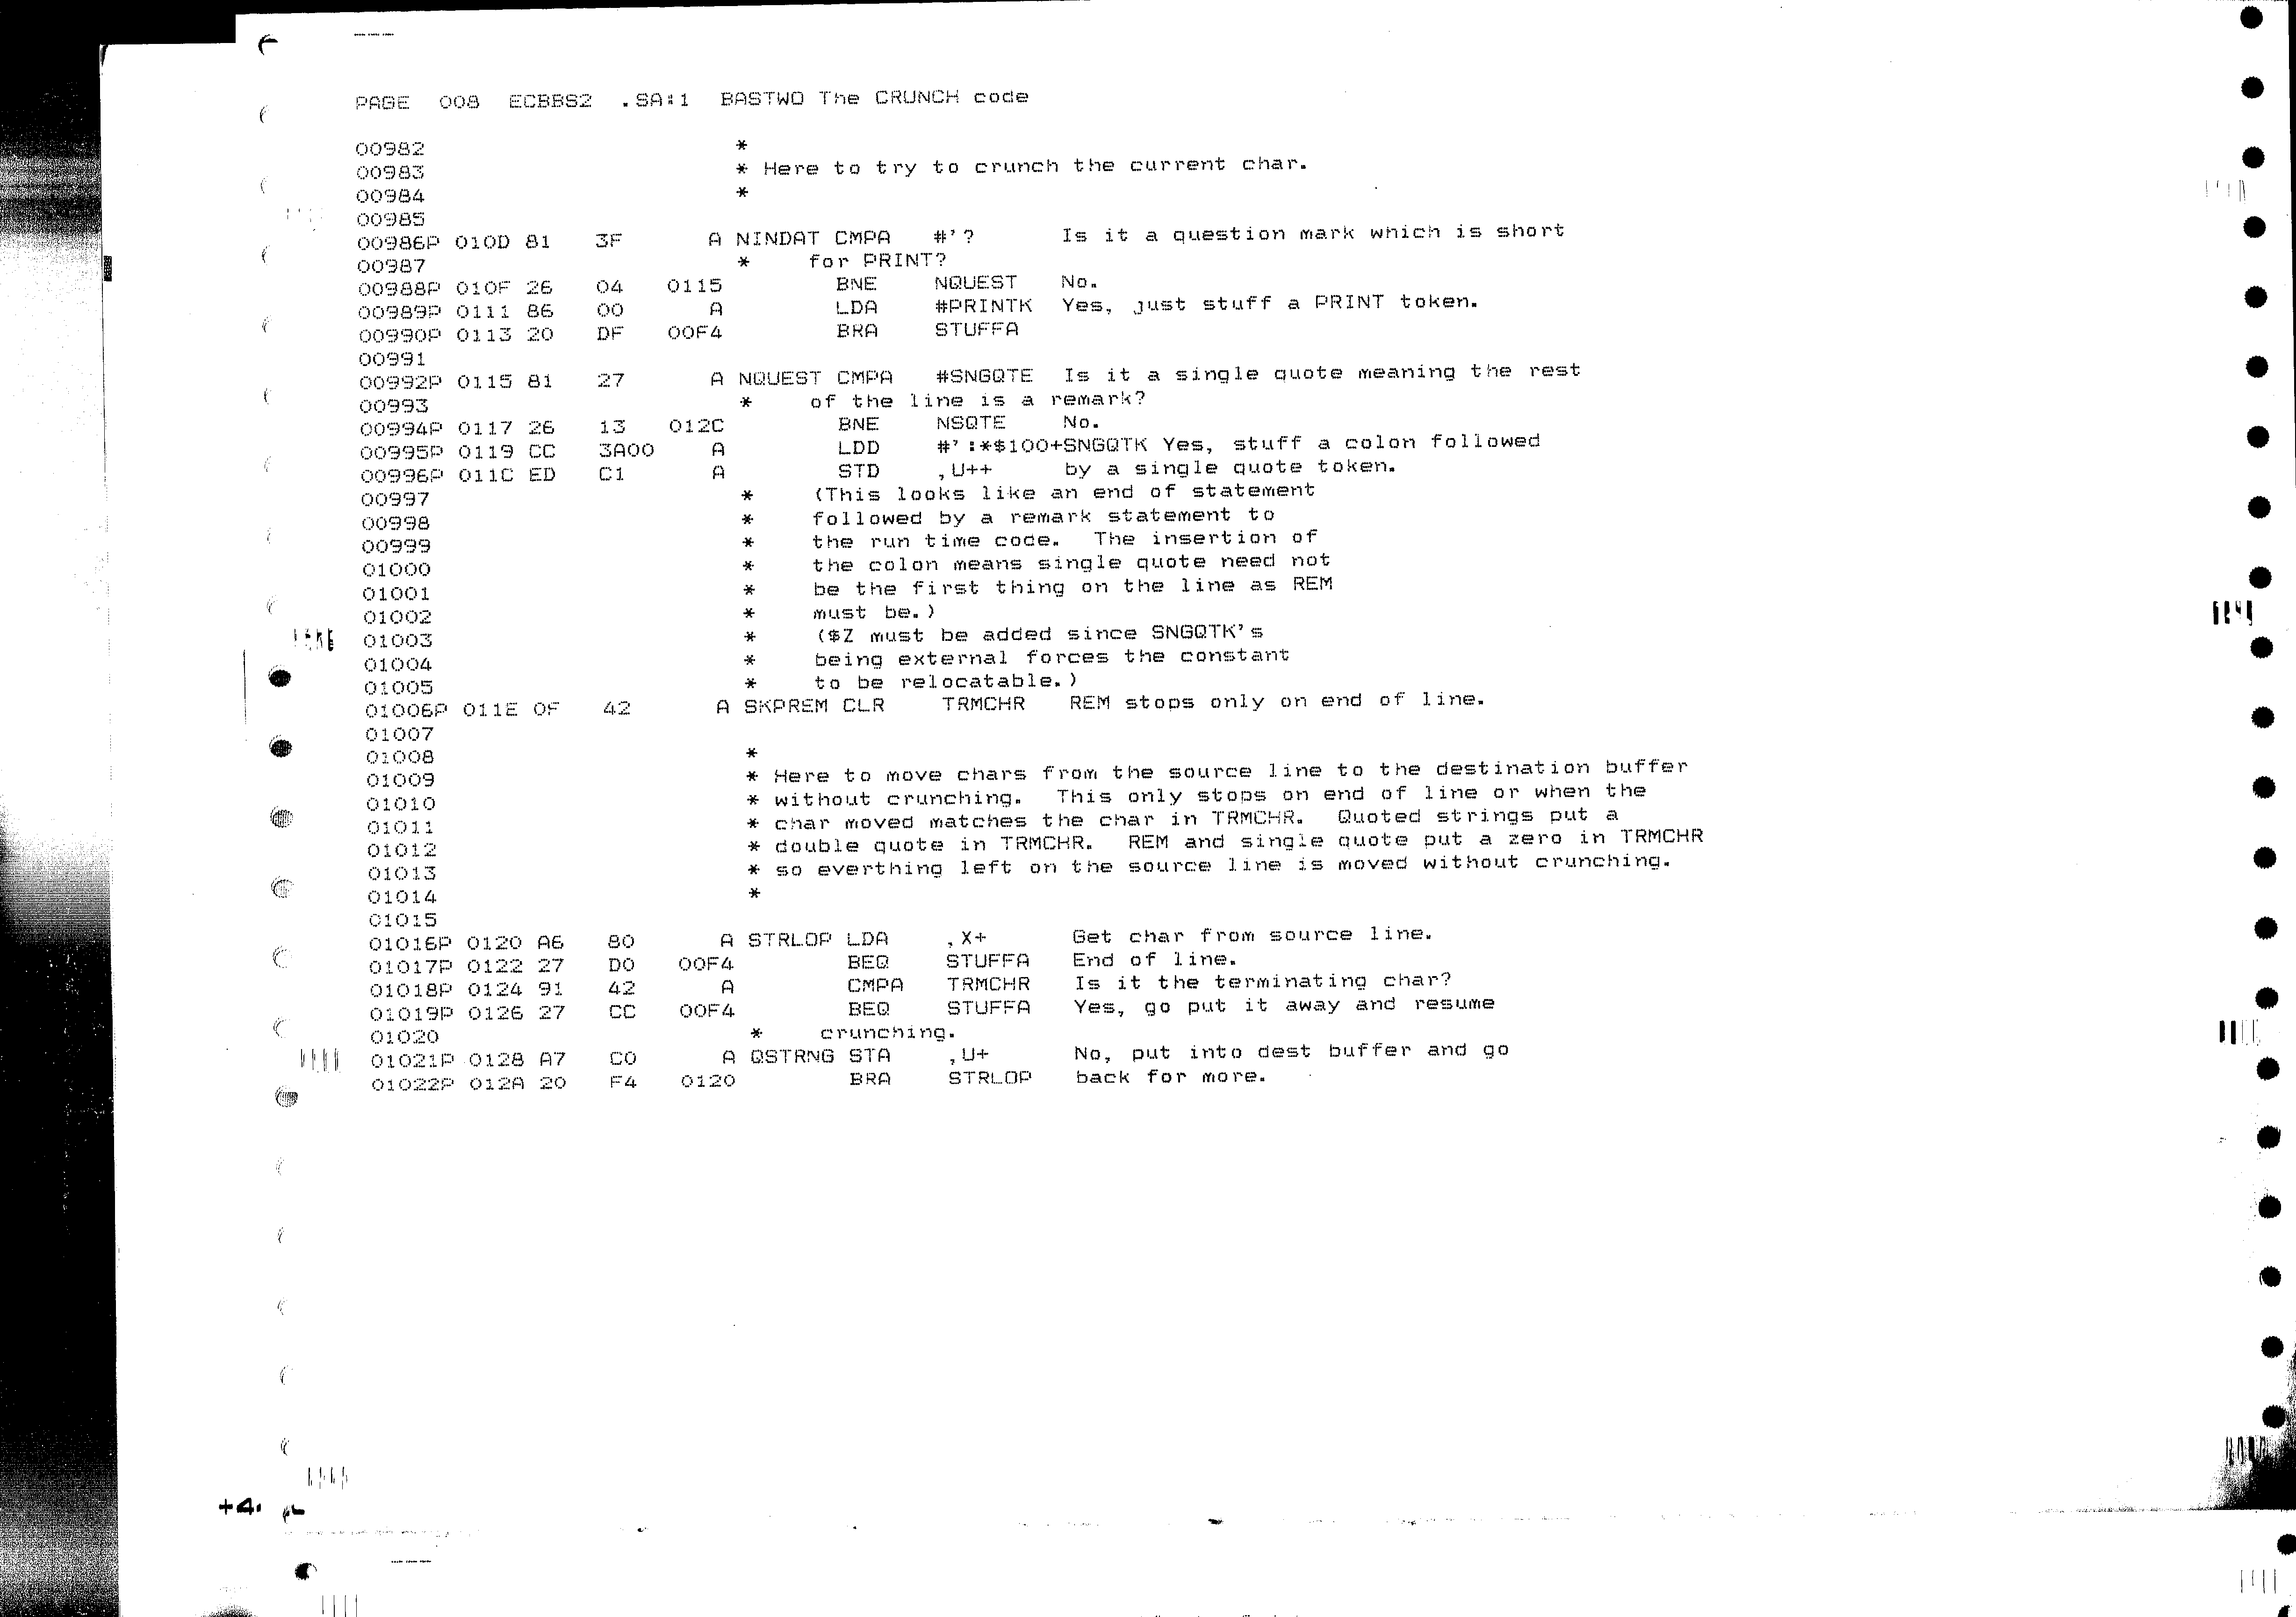 PAGE  008  ECBBS2  .SA:1  BASTWO The CRUNCH code
00982                      *
00983                      * Here to try to crunch the current char.
00984                      *
00985
00986P 010D 81   3F      A NINDAT CMPA   #'?      Is it a question mark which is short
00987                      *    for PRINT?
00988P 010F 26   04   0115        BNE    NQUEST   No.
00989P 0111 86   00      A        LDA    #PRINTK  Yes, just stuff a PRINT token.
00990P 0113 20   DF   00F4        BRA    STUFFA
00991
00992P 0115 81   27      A NQUEST CMPA   #SNGQTE  Is it a single quote meaning the rest
00993                      *    of the line is a remark?
00994P 0117 26   13   012C        BNE    NSQTE    No.
00995P 0119 CC   3A00    A        LDD    #':*$100+SNGQTK Yes, stuff a colon followed
00996P 011C ED   C1      A        STD    ,U++     by a single quote token.
00997                      *    (This looks like an end of statement
00998                      *    followed by a remark statement to
00999                      *    the run time code.  The insertion of
01000                      *    the colon means single quote need not
01001                      *    be the first thing on the line as REM
01002                      *    must be.)
01003                      *    ($Z must be added since SNGQTK's
01004                      *    being external forces the constant
01005                      *    to be relocatable.)
01006P 011E 0F   42      A SKPREM CLR    TRMCHR   REM stops only on end of line.
01007
01008                      *
01009                      * Here to move chars from the source line to the destination buffer
01010                      * without crunching.  This only stops on end of line or when the
01011                      * char moved matches the char in TRMCHR.  Quoted strings put a
01012                      * double quote in TRMCHR.  REM and single quote put a zero in TRMCHR
01013                      * so everthing left on the source line is moved without crunching.
01014                      *
01015
01016P 0120 A6   80      A STRLOP LDA    ,X+      Get char from source line.
01017P 0122 27   D0   00F4        BEQ    STUFFA   End of line.
01018P 0124 91   42      A        CMPA   TRMCHR   Is it the terminating char?
01019P 0126 27   CC   00F4        BEQ    STUFFA   Yes, go put it away and resume
01020                      *    crunching.
01021P 0128 A7   C0      A QSTRNG STA    ,U+      No, put into dest buffer and go
01022P 012A 20   F4   0120        BRA    STRLOP   back for more.